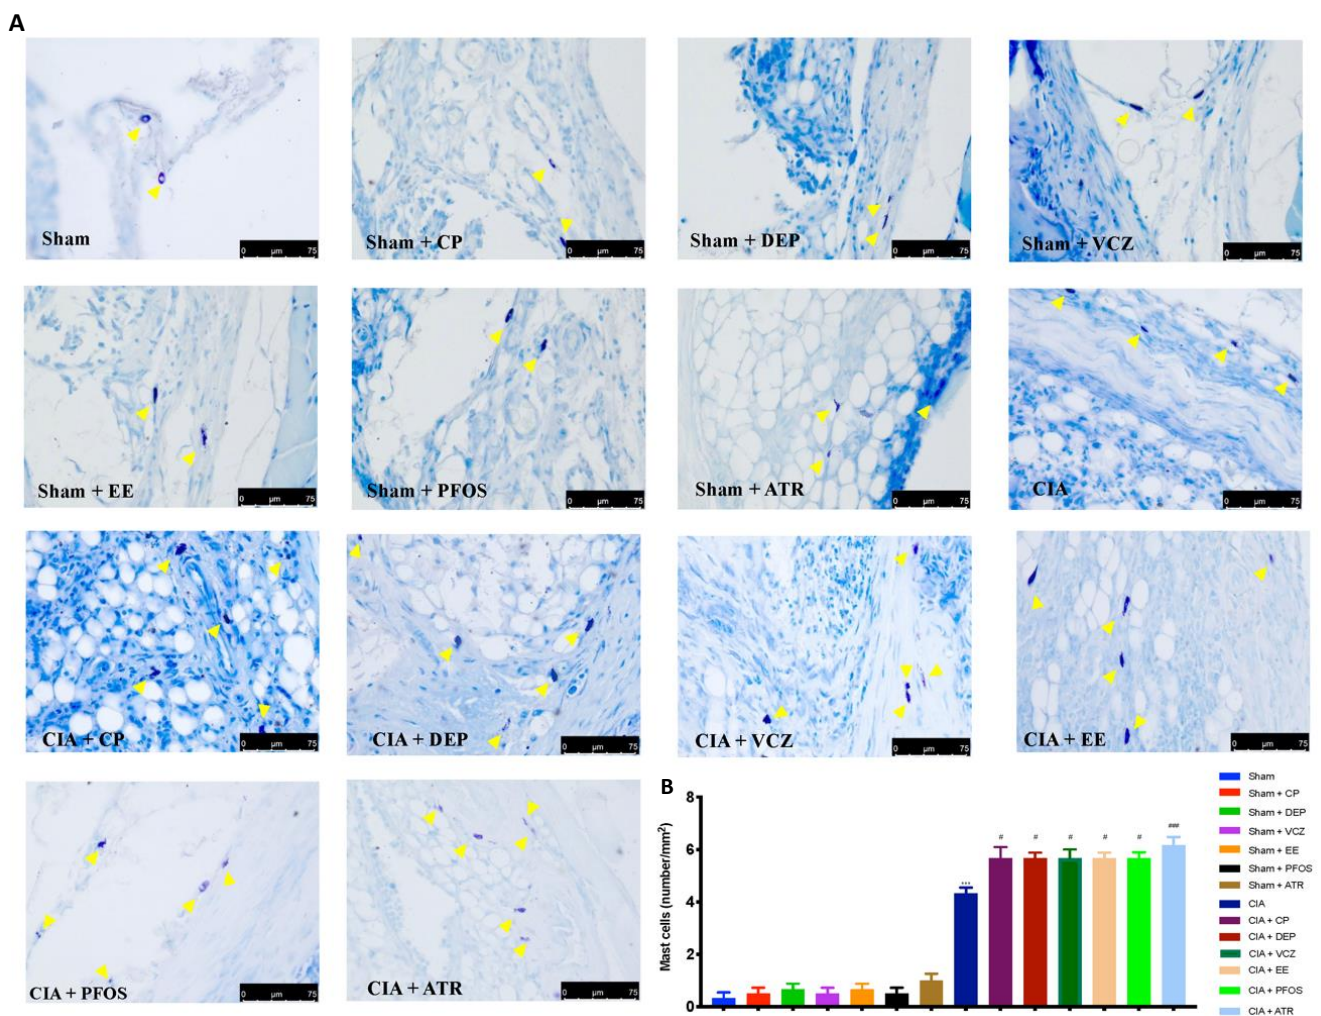 A
Sham
0 µm 75
Sham + CP
0 µm 75
Sham + DEP
0 µm 75
Sham + VCZ
0 µm 75
Sham + EE
0 µm 75
Sham + PFOS
0 µm 75
Sham + ATR
0 µm 75
CIA
0 µm 75
CIA + CP
0 µm 75
CIA + DEP
0 µm 75
CIA + VCZ
0 µm 75
CIA + EE
0 µm 75
CIA + PFOS
0 µm 75
CIA + ATR
0 µm 75
B
Mast cells (number/mm²)
8
6
4
2
0
***
#
#
#
#
#
###
Sham
Sham + CP
Sham + DEP
Sham + VCZ
Sham + EE
Sham + PFOS
Sham + ATR
CIA
CIA + CP
CIA + DEP
CIA + VCZ
CIA + EE
CIA + PFOS
CIA + ATR